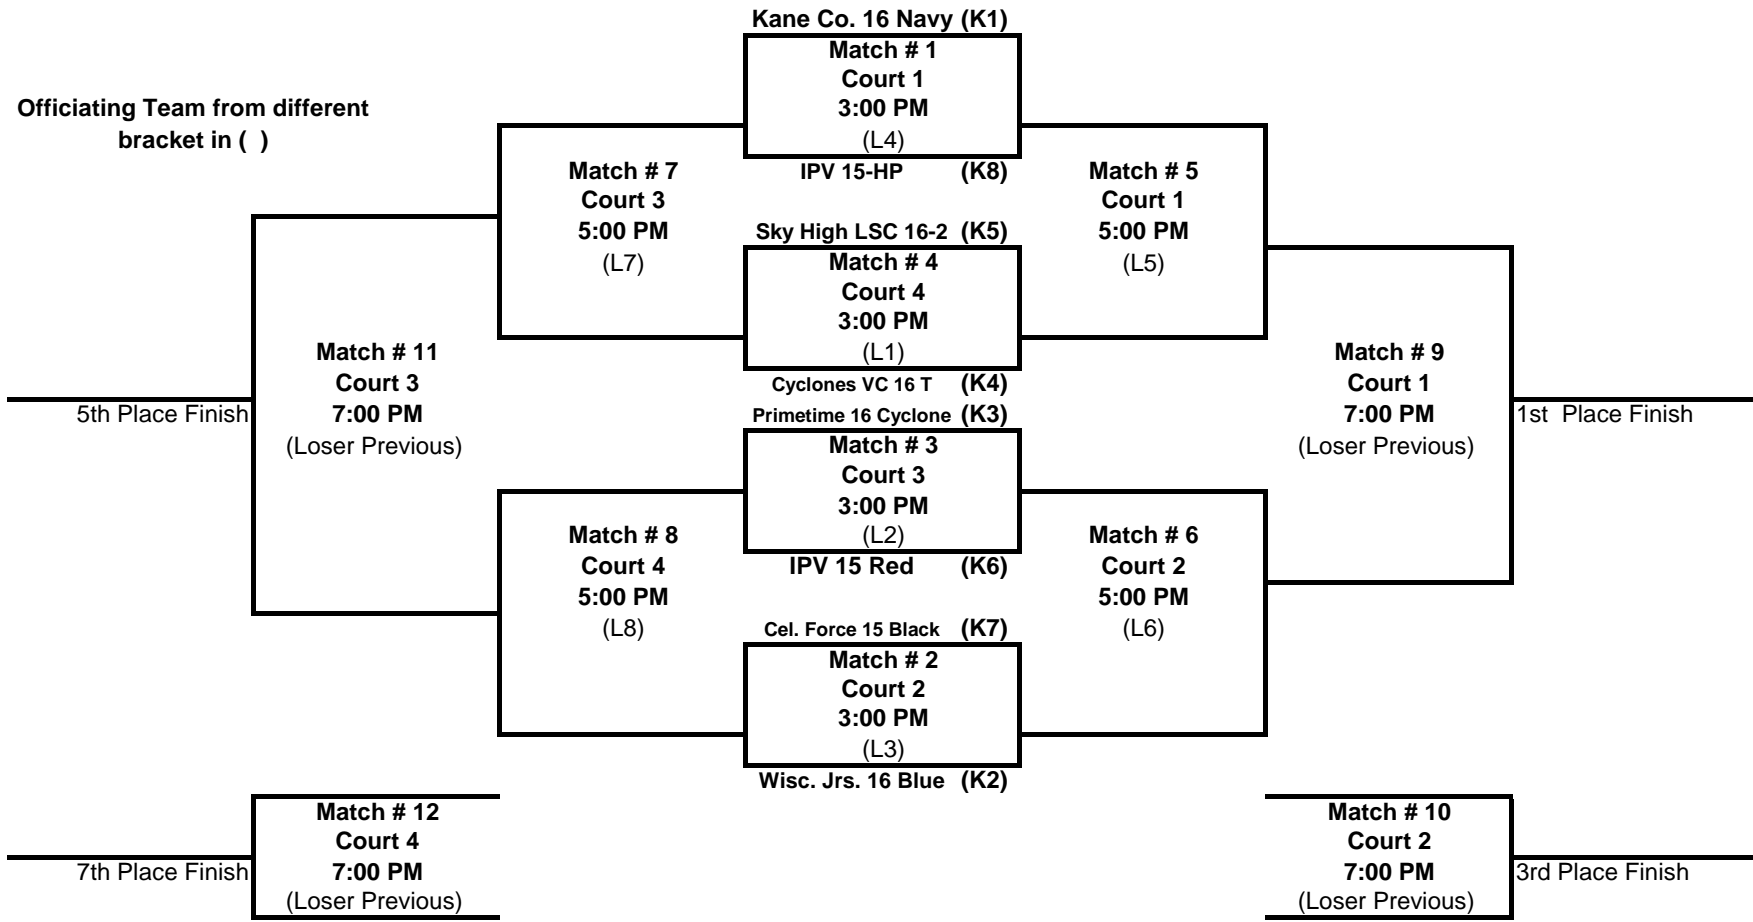 Kane Co. 16 Navy (K1)
Match # 1
Court 1
3:00 PM
(L4)
IPV 15-HP (K8)
Officiating Team from different
bracket in (  )
Match # 7
Court 3
5:00 PM
(L7)
Match # 5
Court 1
5:00 PM
(L5)
Sky High LSC 16-2 (K5)
Match # 4
Court 4
3:00 PM
(L1)
Cyclones VC 16 T (K4)
Match # 11
Court 3
7:00 PM
(Loser Previous)
5th Place Finish
Match # 9
Court 1
7:00 PM
(Loser Previous)
1st  Place Finish
Primetime 16 Cyclone (K3)
Match # 3
Court 3
3:00 PM
(L2)
IPV 15 Red (K6)
Match # 8
Court 4
5:00 PM
(L8)
Match # 6
Court 2
5:00 PM
(L6)
Cel. Force 15 Black (K7)
Match # 2
Court 2
3:00 PM
(L3)
Wisc. Jrs. 16 Blue (K2)
Match # 12
Court 4
7:00 PM
(Loser Previous)
7th Place Finish
Match # 10
Court 2
7:00 PM
(Loser Previous)
3rd Place Finish